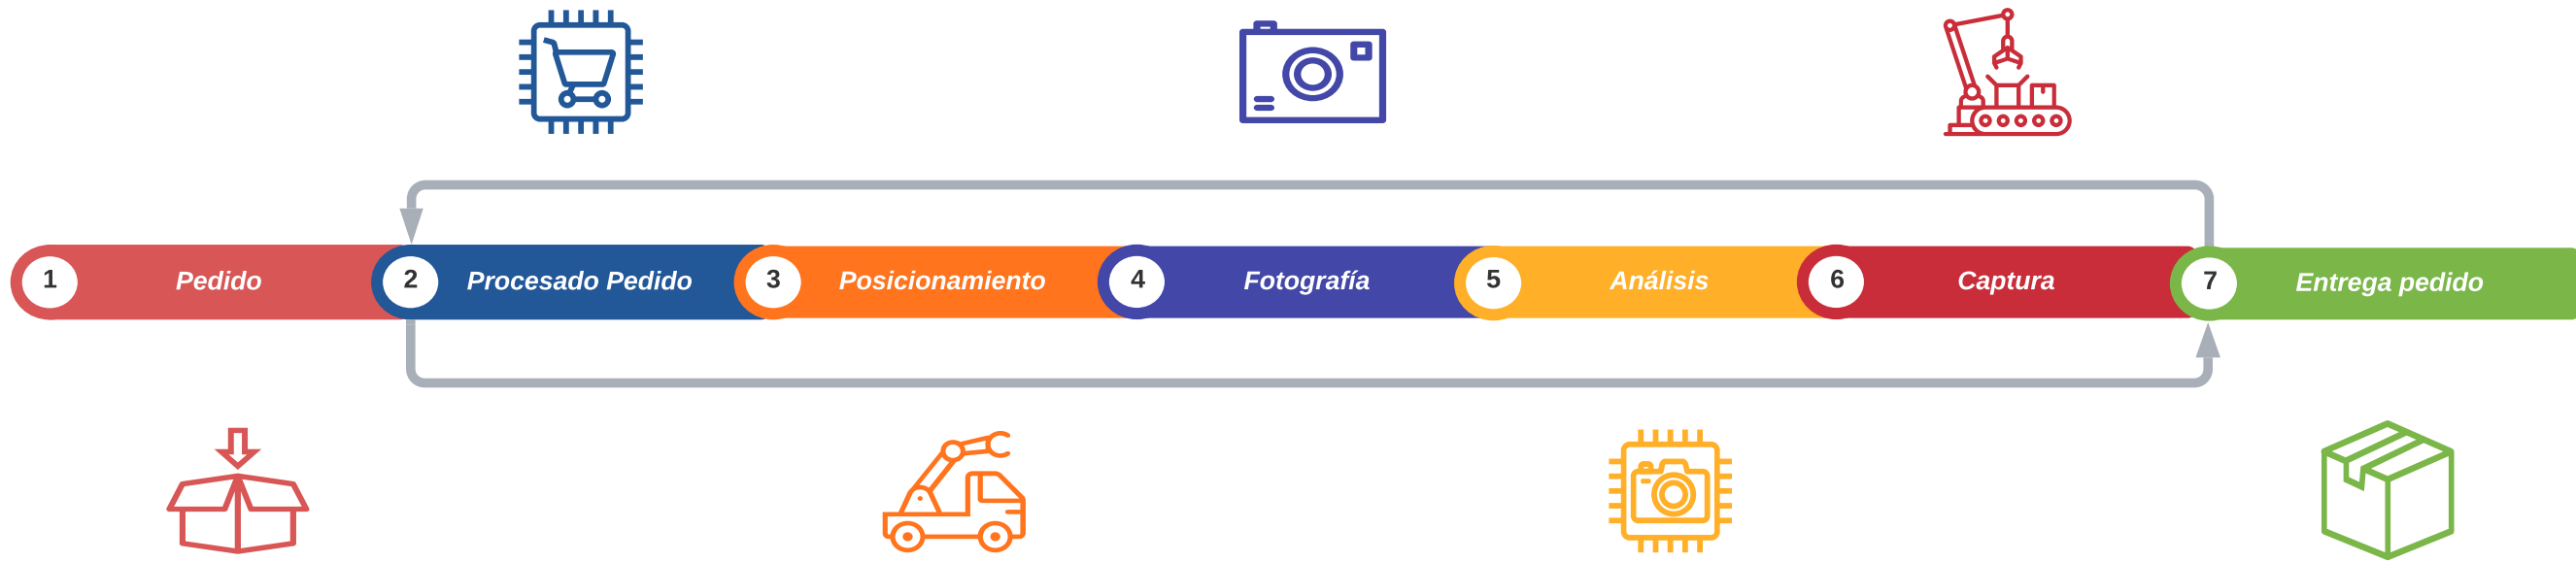 1 Pedido
2 Procesado Pedido
3 Posicionamiento
4 Fotografía
5 Análisis
6 Captura
7 Entrega pedido